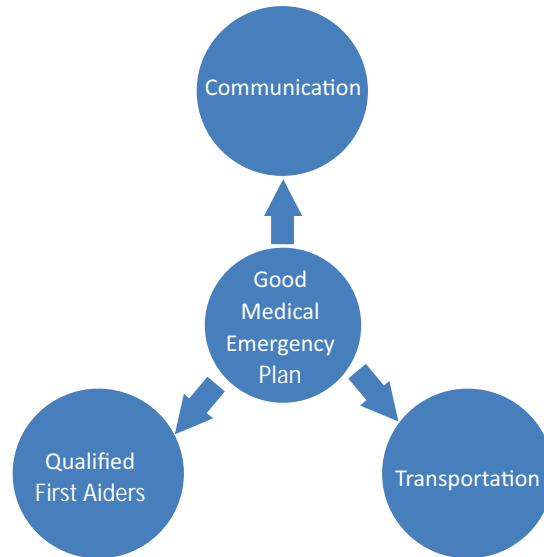 Communication
Good
Medical
Emergency
Plan
Qualified
First Aiders
Transportation